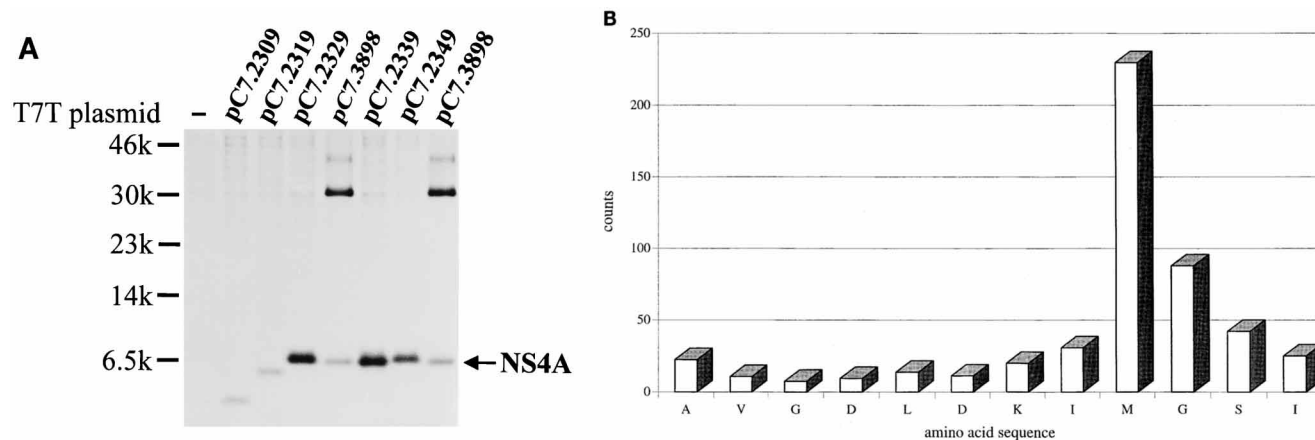 A
T7T plasmid
–
pC7.2309
pC7.2319
pC7.2329
pC7.3898
pC7.2339
pC7.2349
pC7.3898
46k
30k
23k
14k
6.5k
NS4A
B
250
200
150
100
50
0
counts
A V G D L D K I M G S I
amino acid sequence